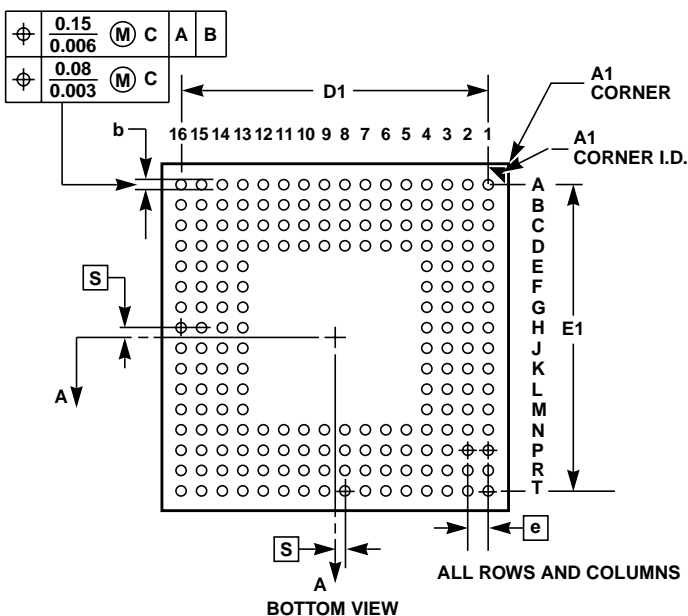 0.15
0.006 M C A B
0.08
0.003 M C
D1
A1
CORNER
A1
CORNER I.D.
b
16 15 14 13 12 11 10 9 8 7 6 5 4 3 2 1
A
B
C
D
E
F
G
H
J
K
L
M
N
P
R
T
S
E1
A
S
e
A
ALL ROWS AND COLUMNS
BOTTOM VIEW